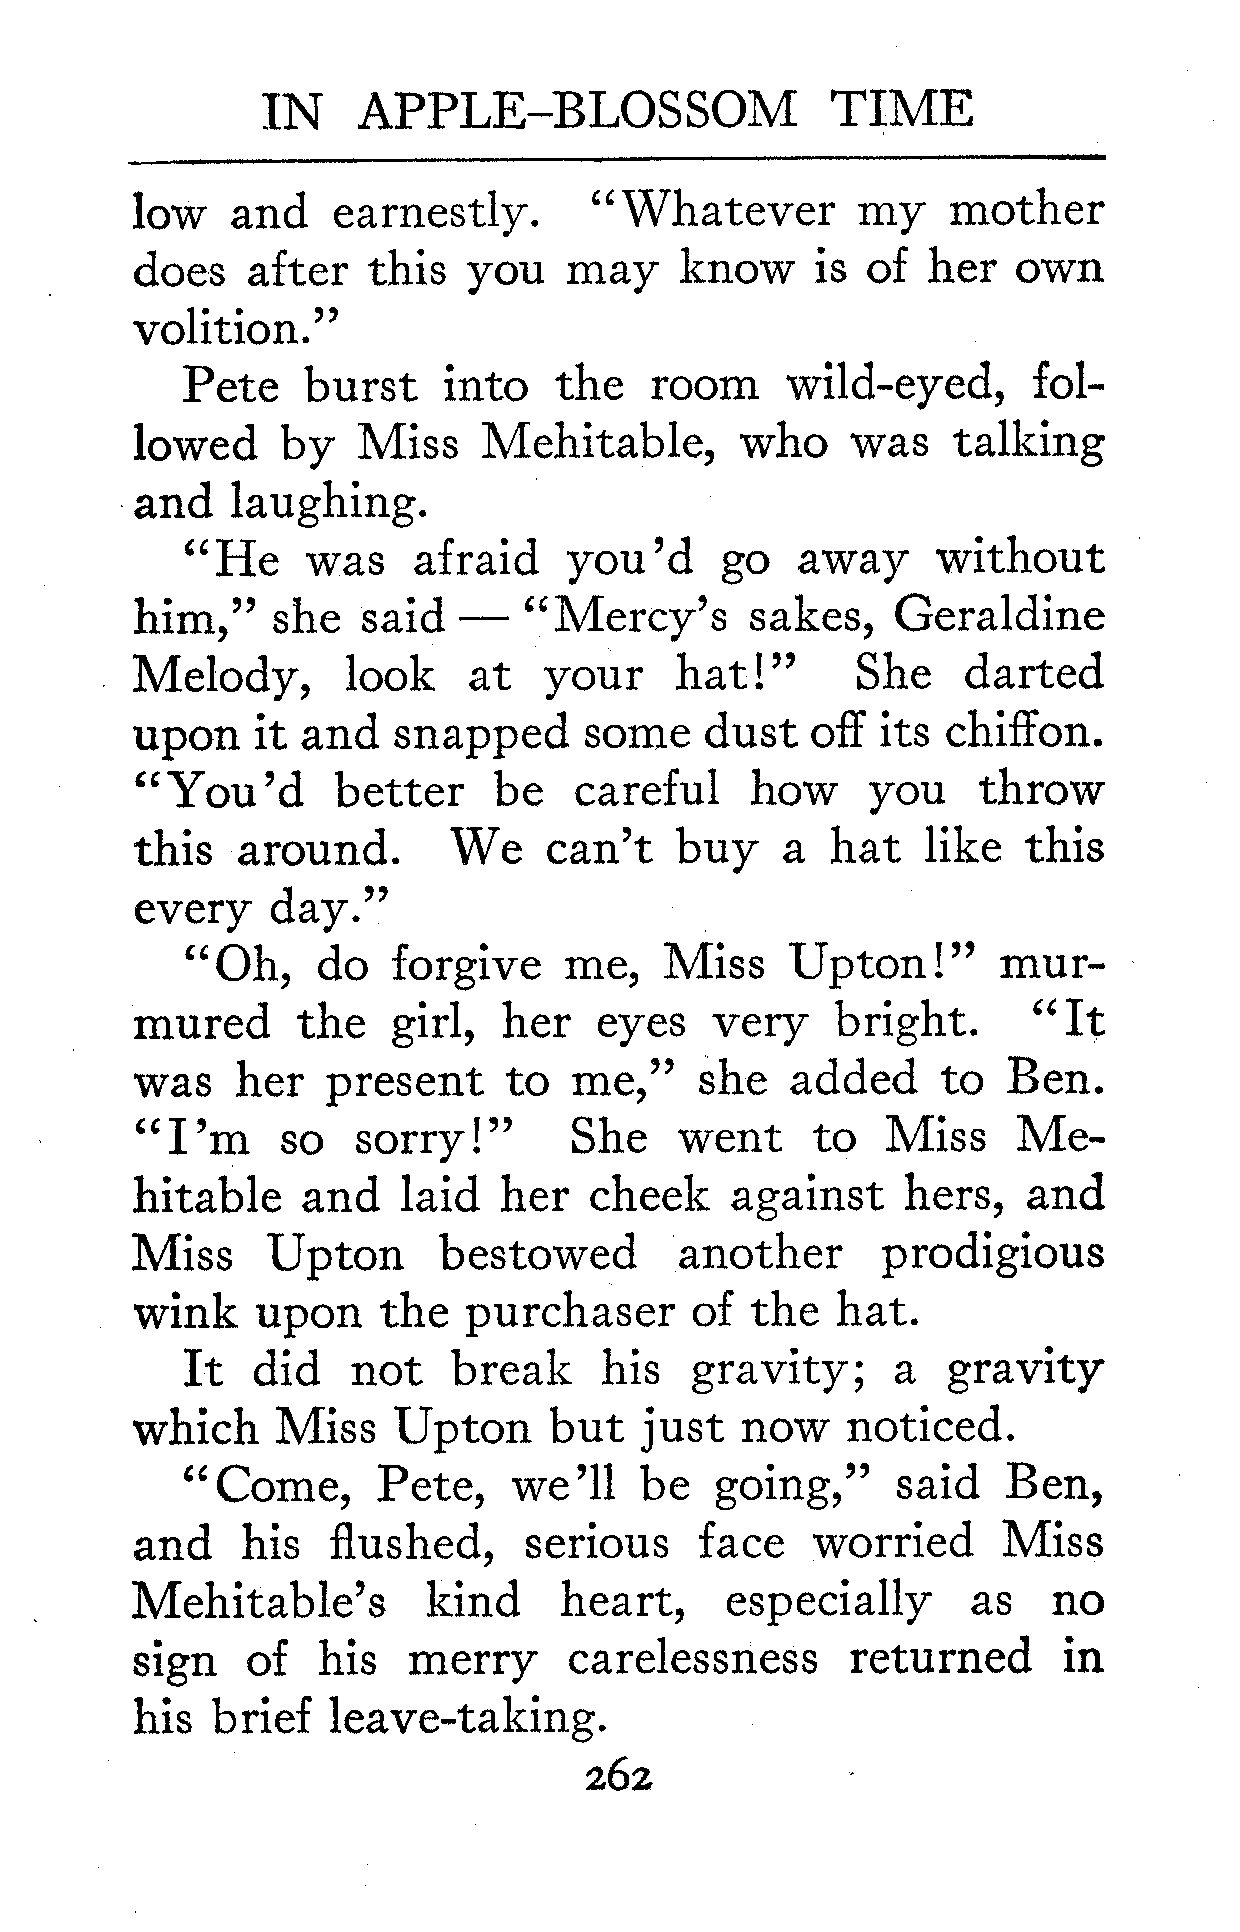 IN APPLE-BLOSSOM TIME
low and earnestly. “Whatever my mother
does after this you may know is of her own
volition.”
Pete burst into the room wild-eyed, fol-
lowed by Miss Mehitable, who was talking
and laughing.
“He was afraid you’d go away without
him,” she said — “Mercy’s sakes, Geraldine
Melody, look at your hat!” She darted
upon it and snapped some dust off its chiffon.
“You’d better be careful how you throw
this around. We can’t buy a hat like this
every day.”
“Oh, do forgive me, Miss Upton!” mur-
mured the girl, her eyes very bright. “It
was her present to me,” she added to Ben.
“I’m so sorry!” She went to Miss Me-
hitable and laid her cheek against hers, and
Miss Upton bestowed another prodigious
wink upon the purchaser of the hat.
It did not break his gravity; a gravity
which Miss Upton but just now noticed.
“Come, Pete, we’ll be going,” said Ben,
and his flushed, serious face worried Miss
Mehitable’s kind heart, especially as no
sign of his merry carelessness returned in
his brief leave-taking.
262